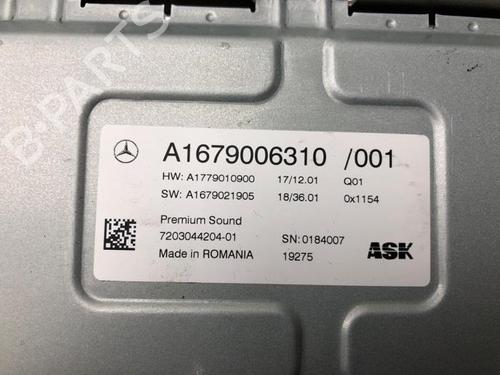 B-PARTS
A1679006310 /001
HW: A1779010900 17/12.01 Q01
SW: A1679021905 18/36.01 0x1154
Premium Sound
7203044204-01 SN: 0184007
Made in ROMANIA 19275 ASK